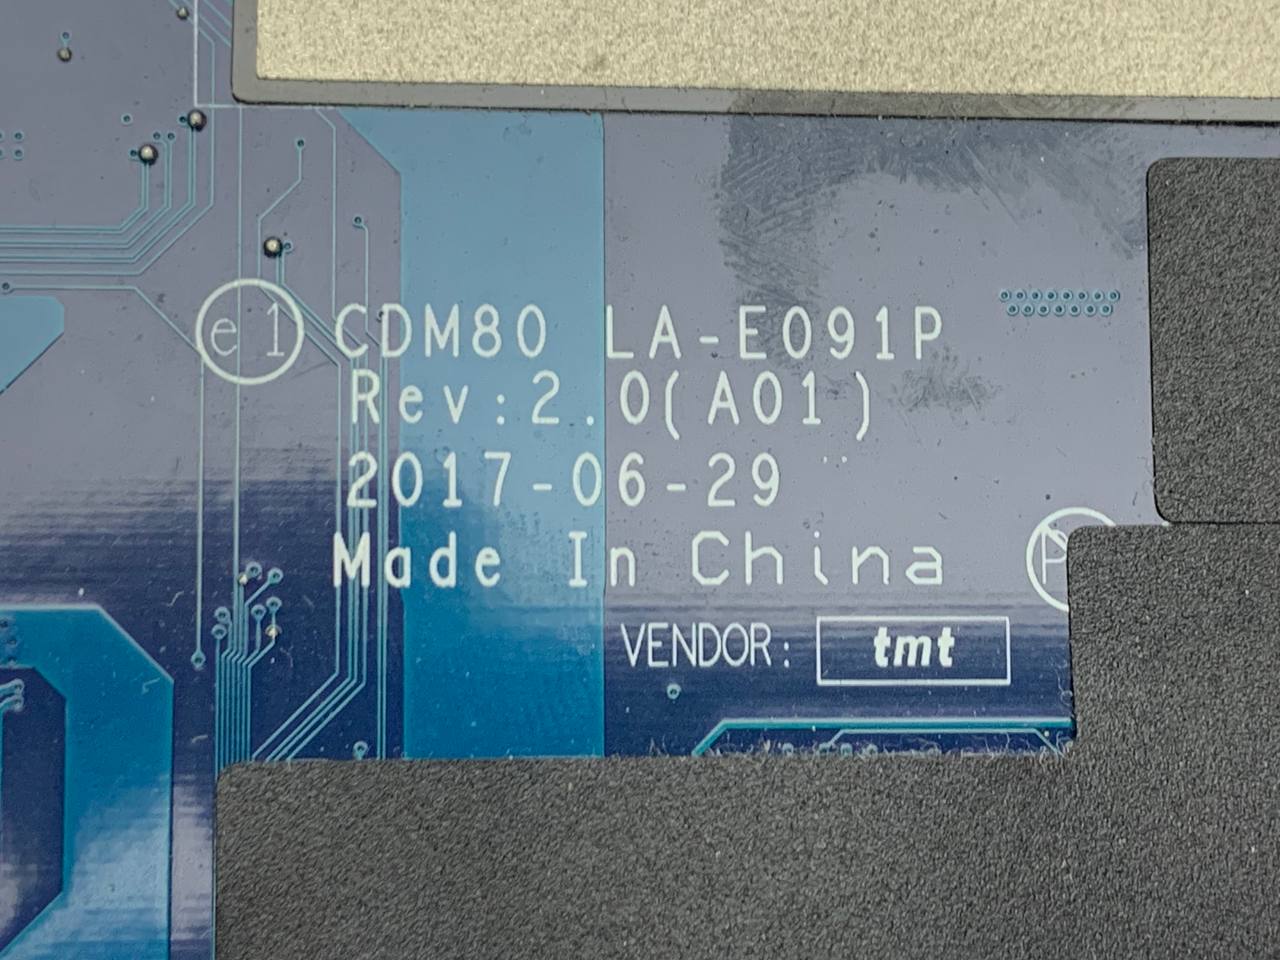 e1 CDM80 LA-E091P
Rev:2.0(A01)
2017-06-29
Made In China
P
VENDOR: tmt